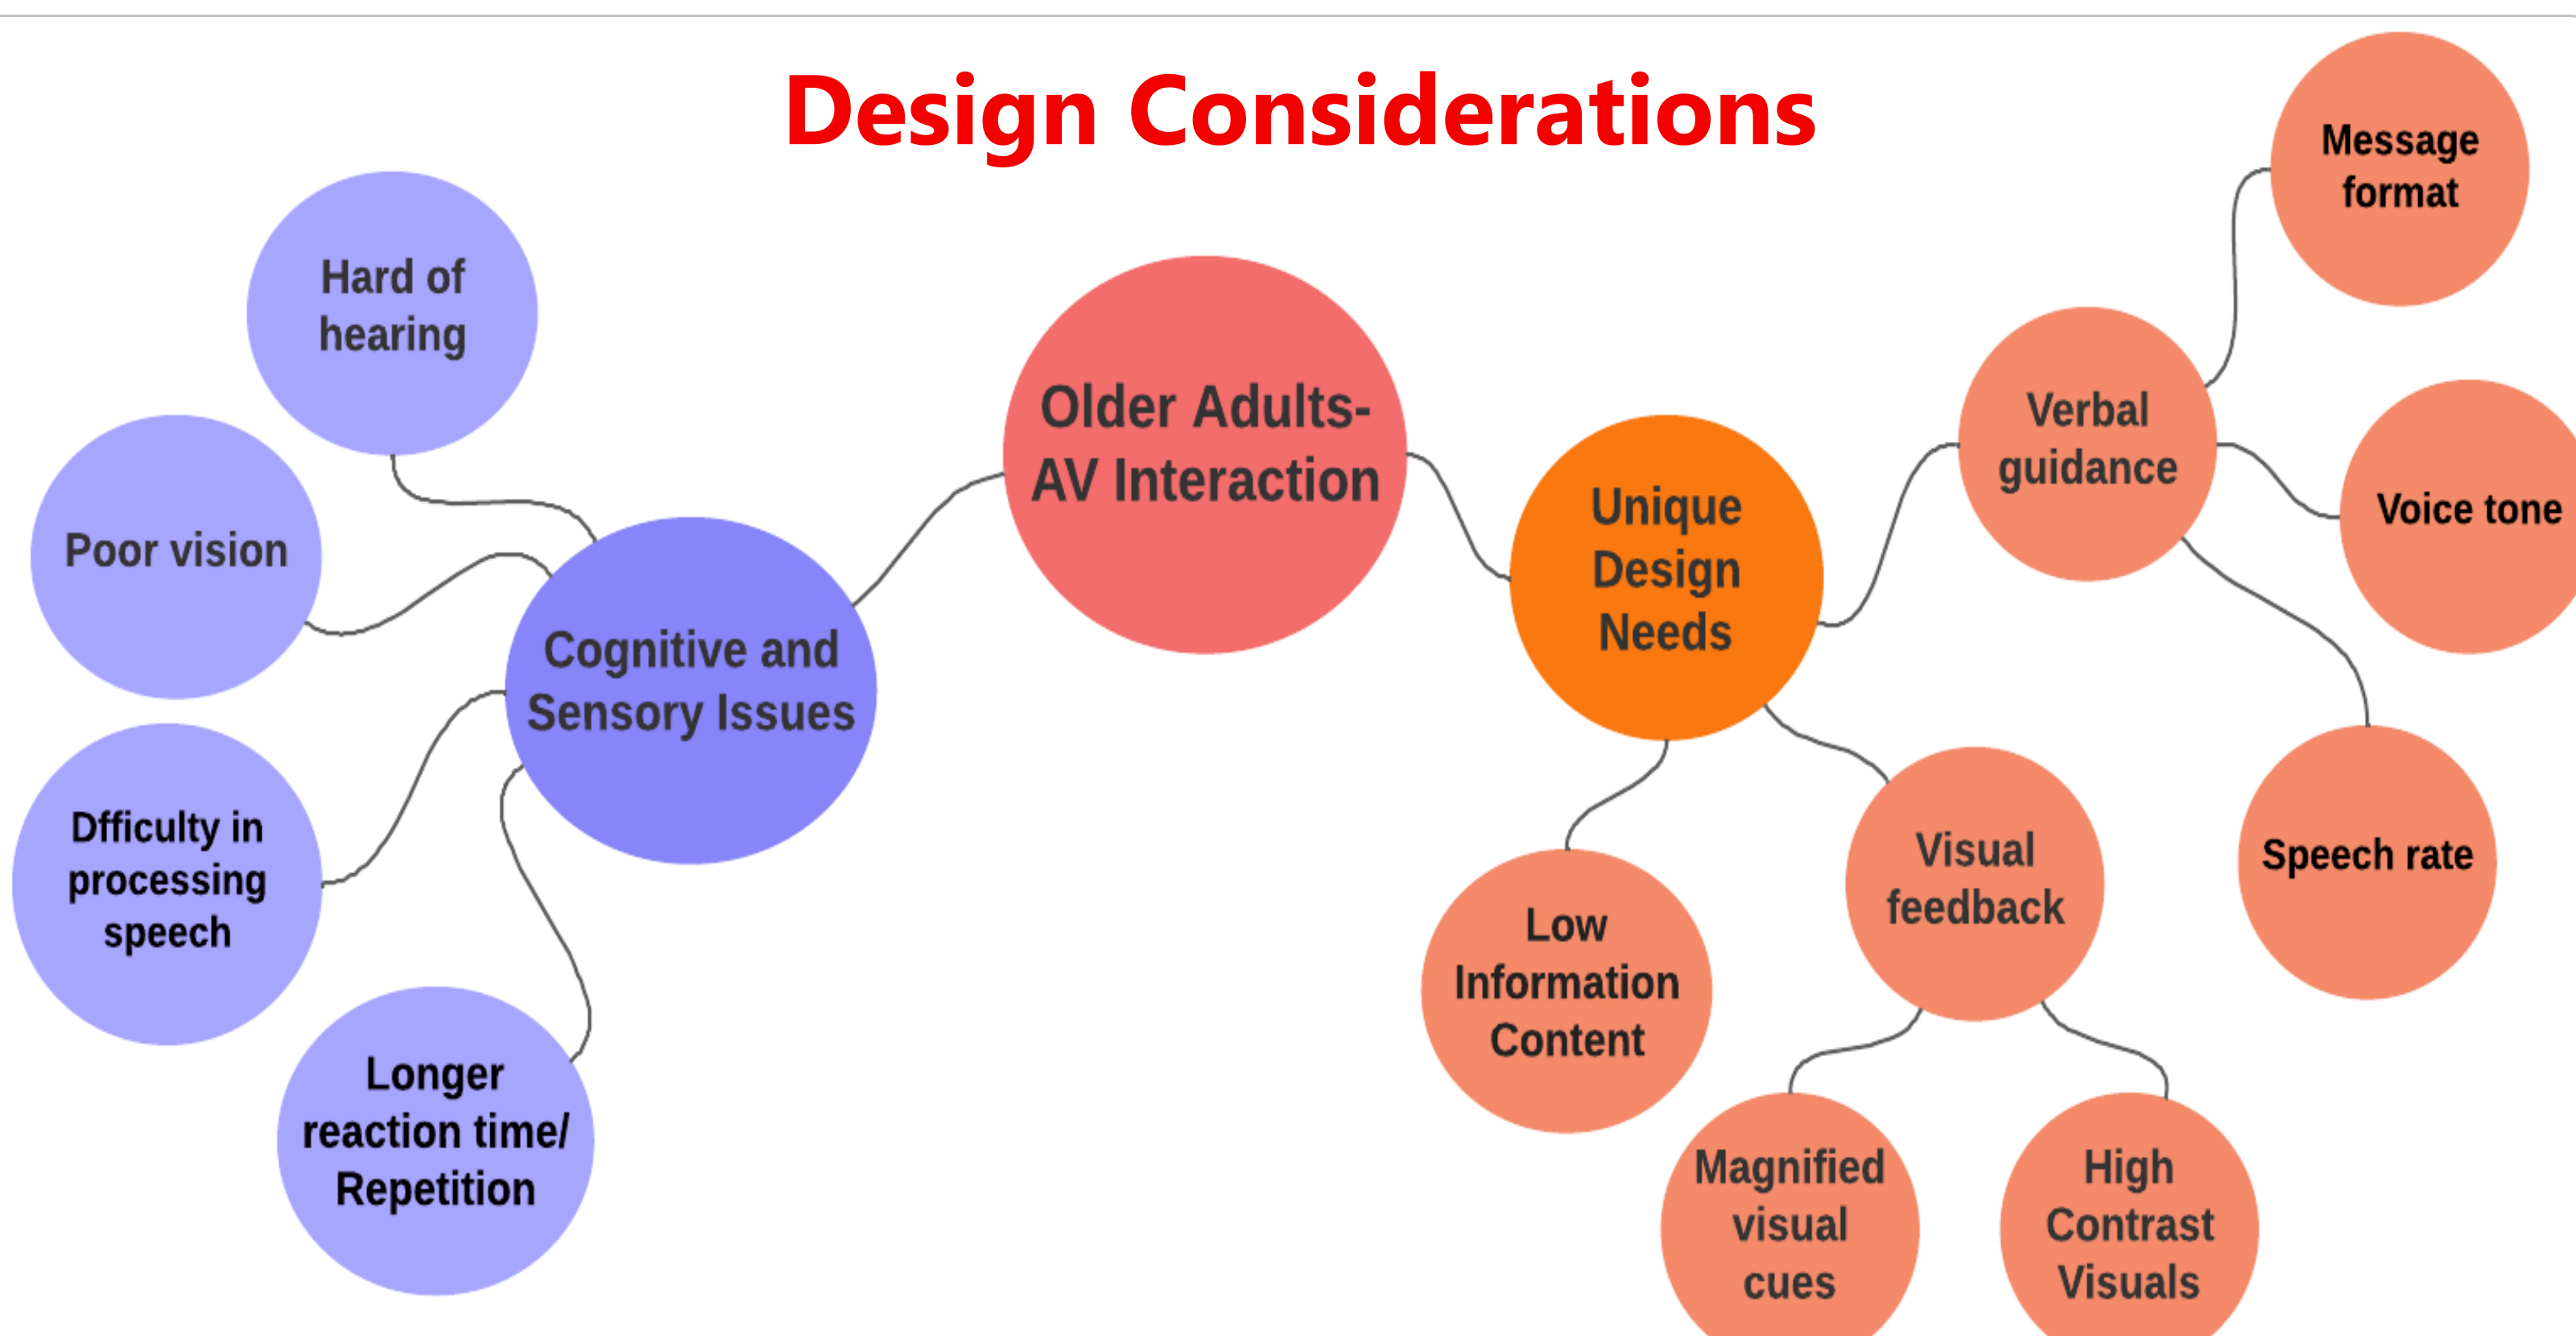 Design Considerations
Hard of
hearing
Poor vision
Dfficulty in
processing
speech
Longer
reaction time/
Repetition
Cognitive and
Sensory Issues
Older Adults-
AV Interaction
Unique
Design
Needs
Verbal
guidance
Message
format
Voice tone
Speech rate
Visual
feedback
Low
Information
Content
Magnified
visual
cues
High
Contrast
Visuals